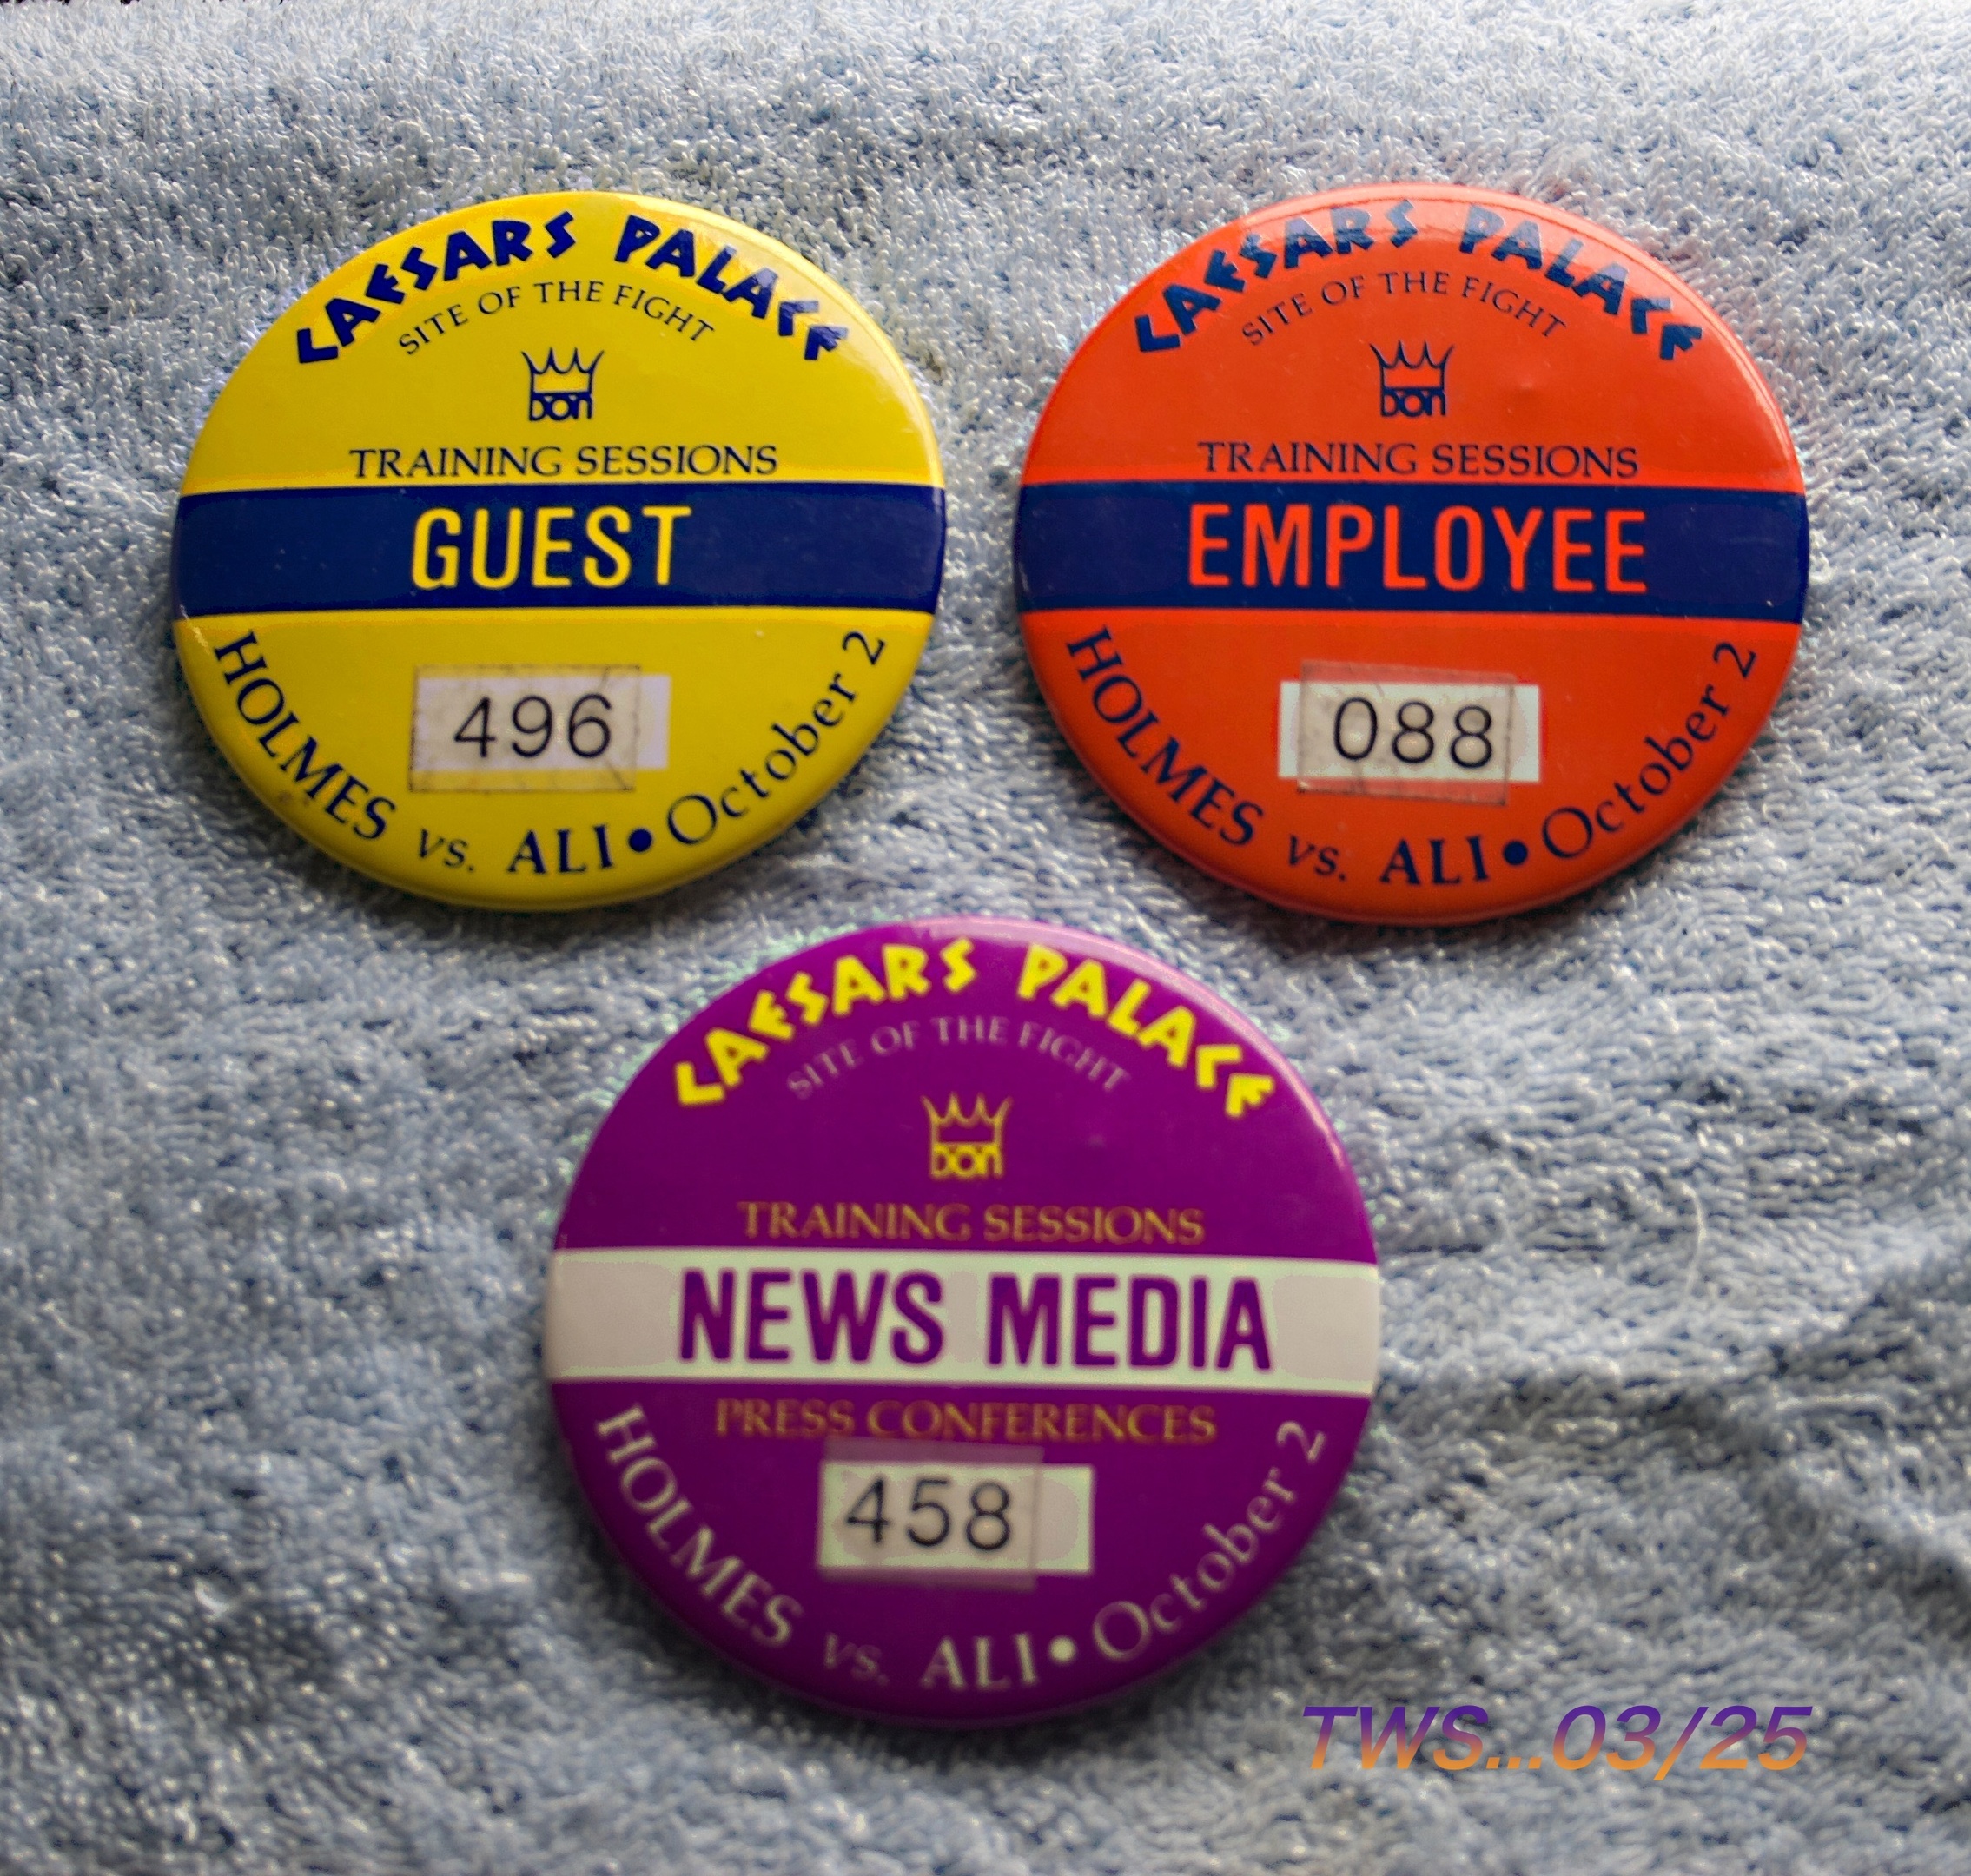 CAESARS PALACE
SITE OF THE FIGHT
DON
TRAINING SESSIONS
GUEST
496
HOLMES vs. ALI • October 2
CAESARS PALACE
SITE OF THE FIGHT
DON
TRAINING SESSIONS
EMPLOYEE
088
HOLMES vs. ALI • October 2
CAESARS PALACE
SITE OF THE FIGHT
DON
TRAINING SESSIONS
NEWS MEDIA
PRESS CONFERENCES
458
HOLMES vs. ALI • October 2
TWS...03/25